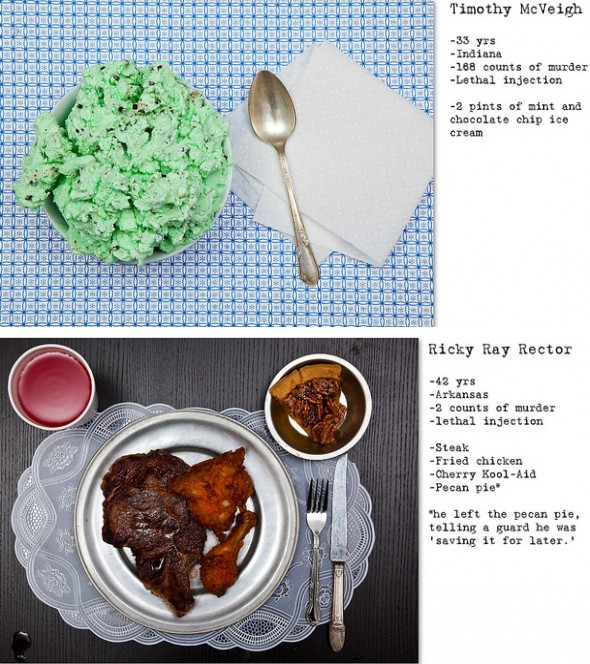 Timothy McVeigh
-33 yrs
-Indiana
-168 counts of murder
-Lethal injection
-2 pints of mint and
chocolate chip ice
cream
Ricky Ray Rector
-42 yrs
-Arkansas
-2 counts of murder
-lethal injection
-Steak
-Fried chicken
-Cherry Kool-Aid
-Pecan pie*
*he left the pecan pie,
telling a guard he was
'saving it for later.'